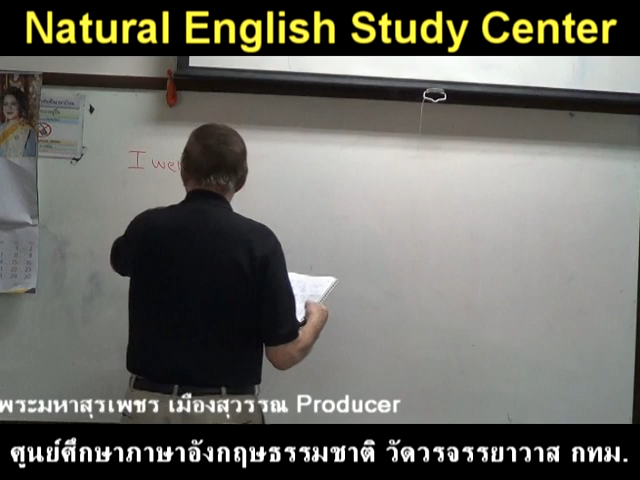 Natural English Study Center
I we
พระมหาสุรเพชร เมืองสุวรรณ Producer
ศูนย์ศึกษาภาษาอังกฤษธรรมชาติ วัดวรจรรยาวาส กทม.